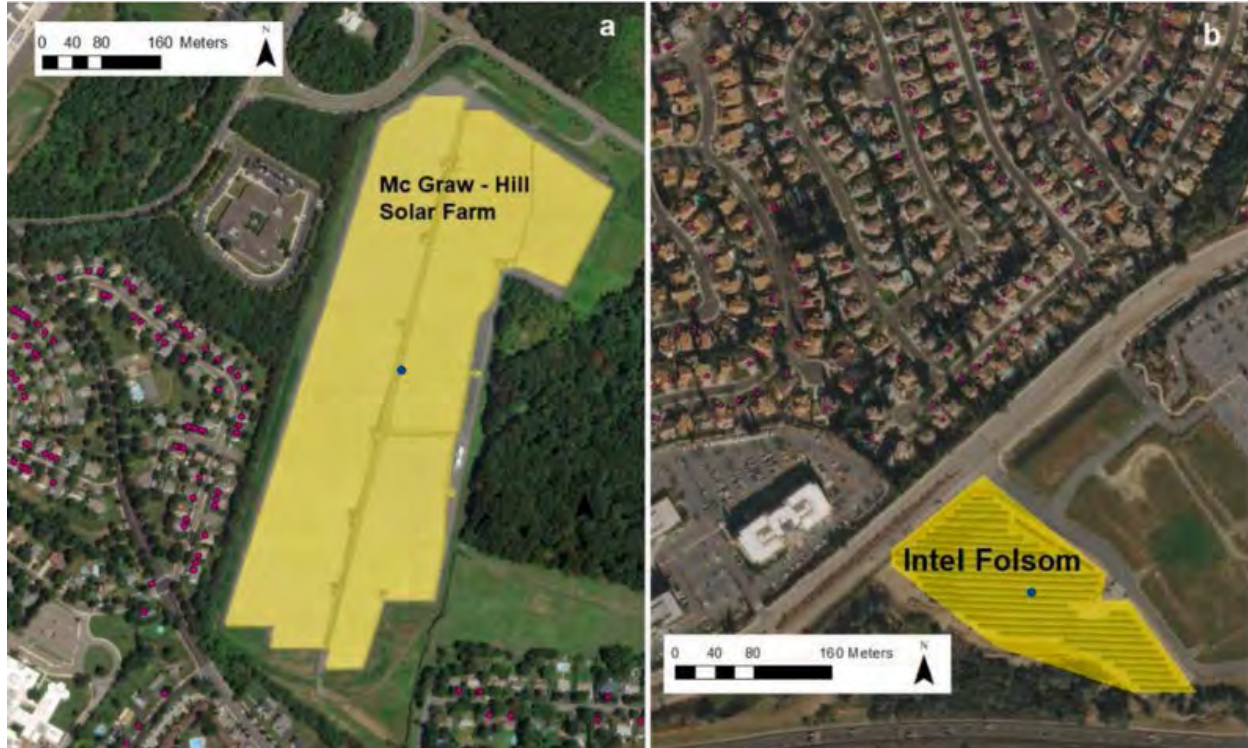 a
0 40 80 160 Meters
N
Mc Graw - Hill
Solar Farm
b
Intel Folsom
0 40 80 160 Meters
N